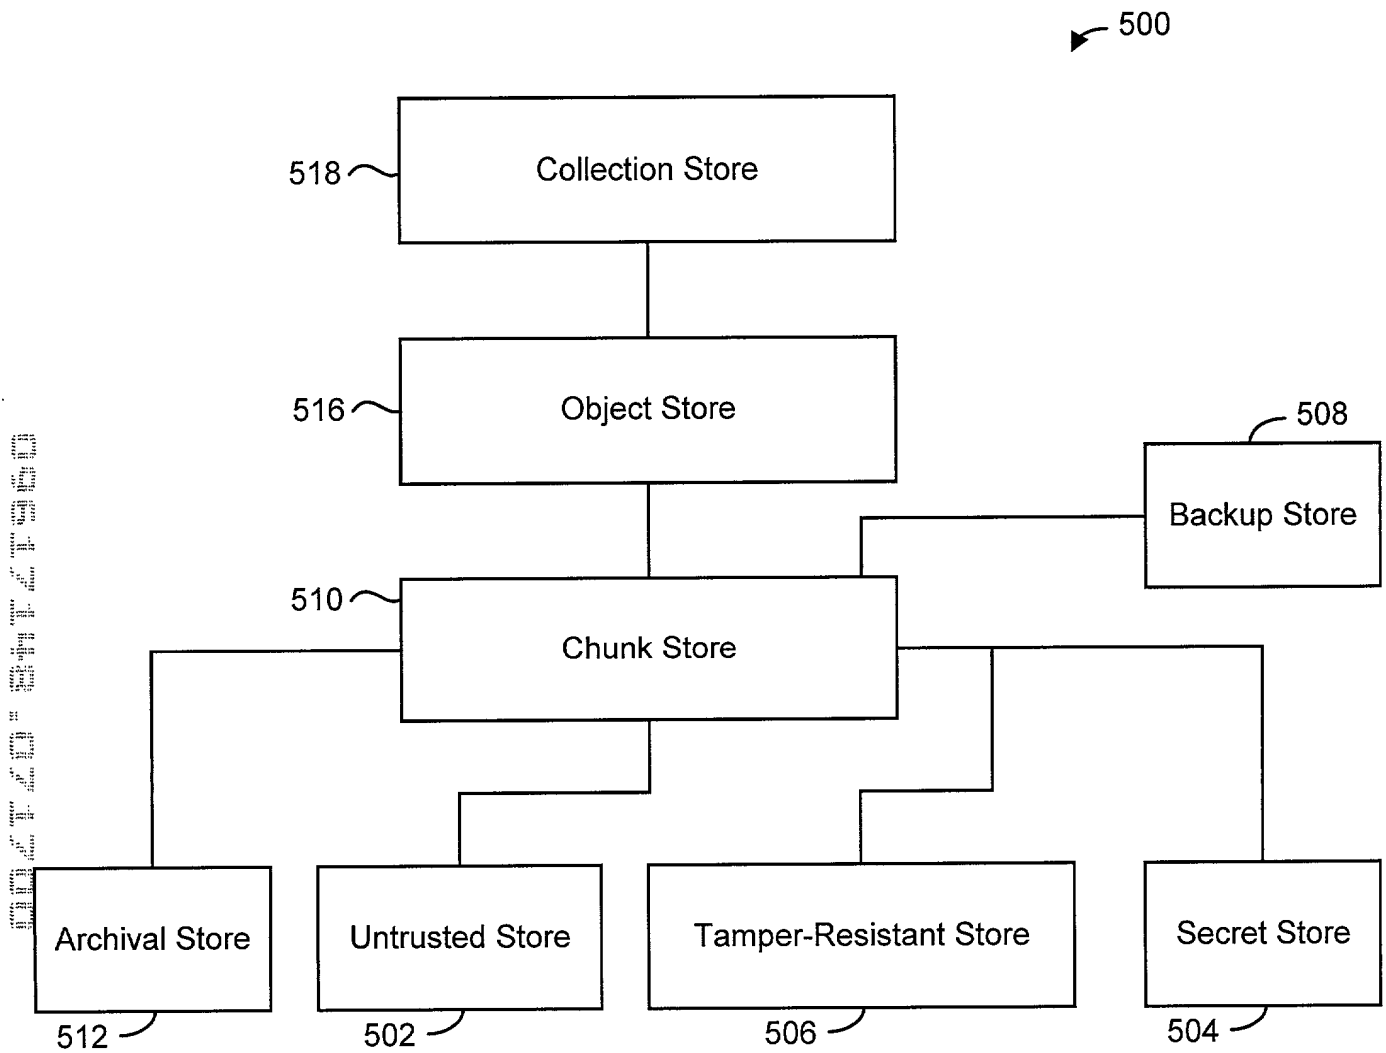 500
518
Collection Store
516
Object Store
508
Backup Store
510
Chunk Store
Archival Store
Untrusted Store
Tamper-Resistant Store
Secret Store
512
502
506
504